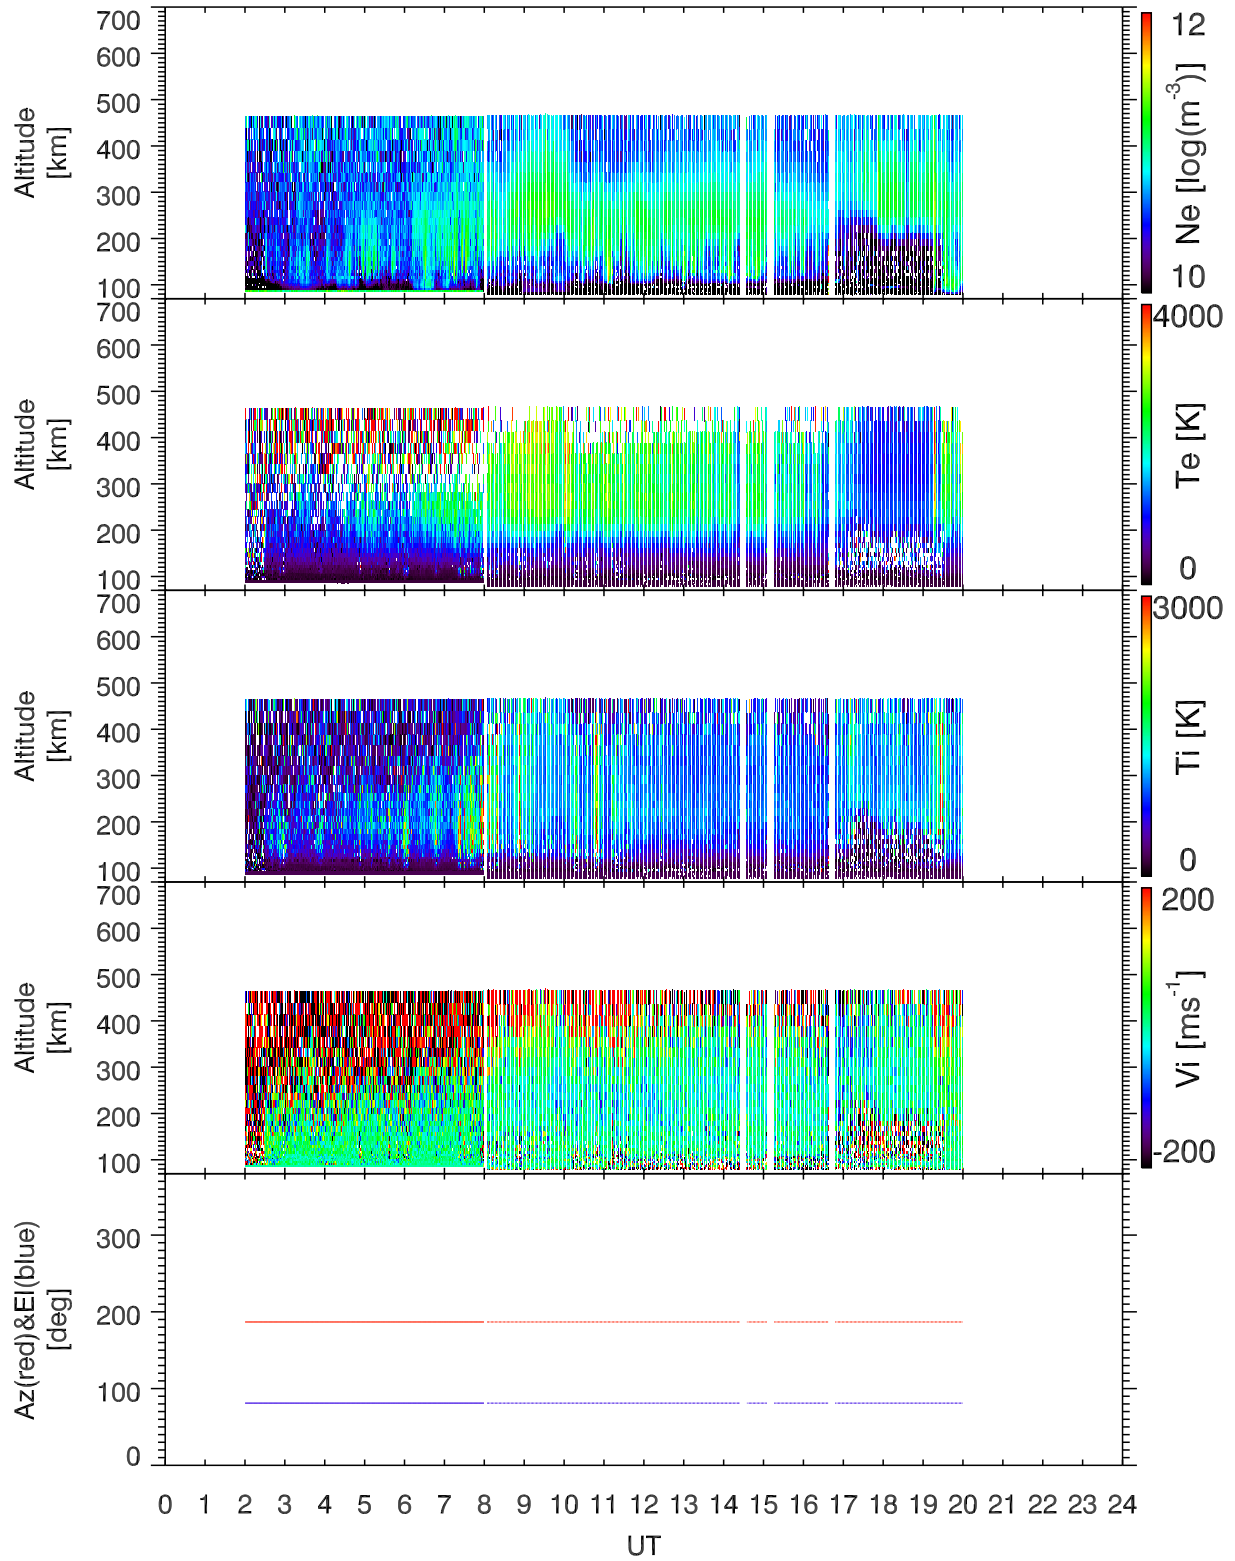 700
600
500
400
300
200
100
Altitude
[km]
12
Ne [log(m⁻³)]
10
700
600
500
400
300
200
100
Altitude
[km]
4000
Te [K]
0
700
600
500
400
300
200
100
Altitude
[km]
3000
Ti [K]
0
700
600
500
400
300
200
100
Altitude
[km]
200
Vi [ms⁻¹]
-200
300
200
100
0
Az(red)&El(blue)
[deg]
0 1 2 3 4 5 6 7 8 9 10 11 12 13 14 15 16 17 18 19 20 21 22 23 24
UT